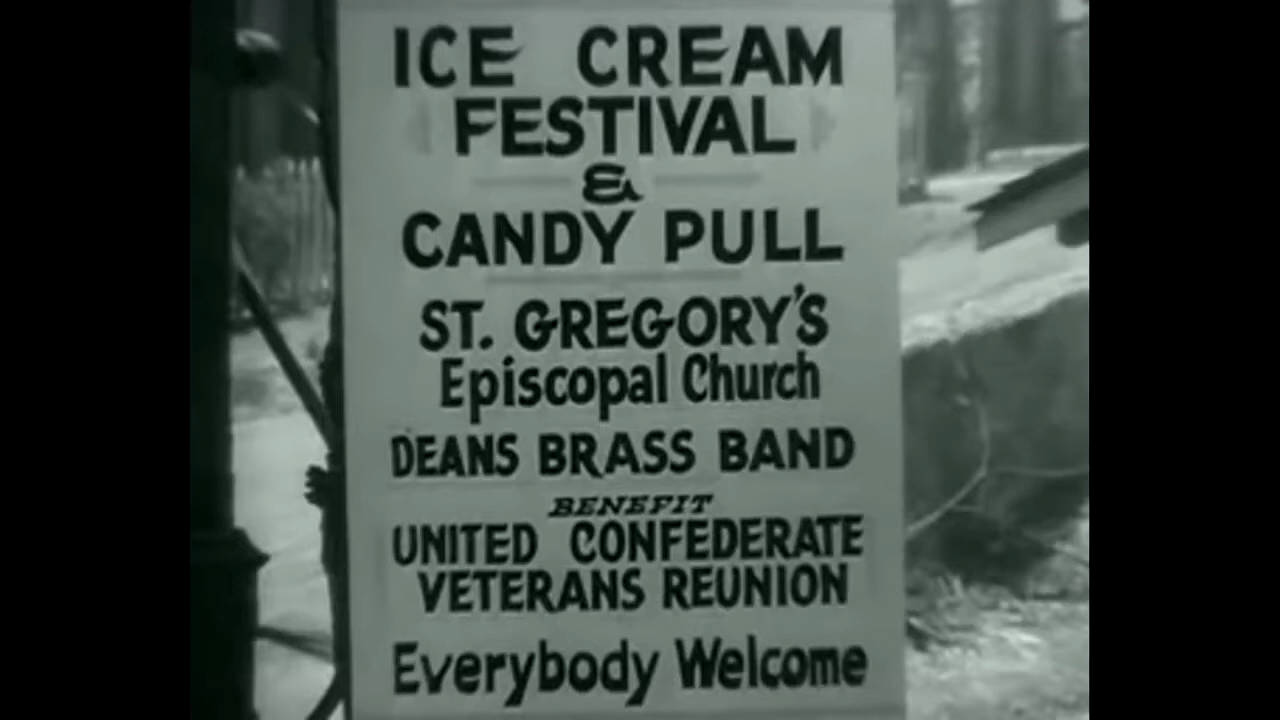 ICE CREAM
FESTIVAL
&
CANDY PULL
ST. GREGORY'S
Episcopal Church
DEANS BRASS BAND
BENEFIT
UNITED CONFEDERATE
VETERANS REUNION
Everybody Welcome